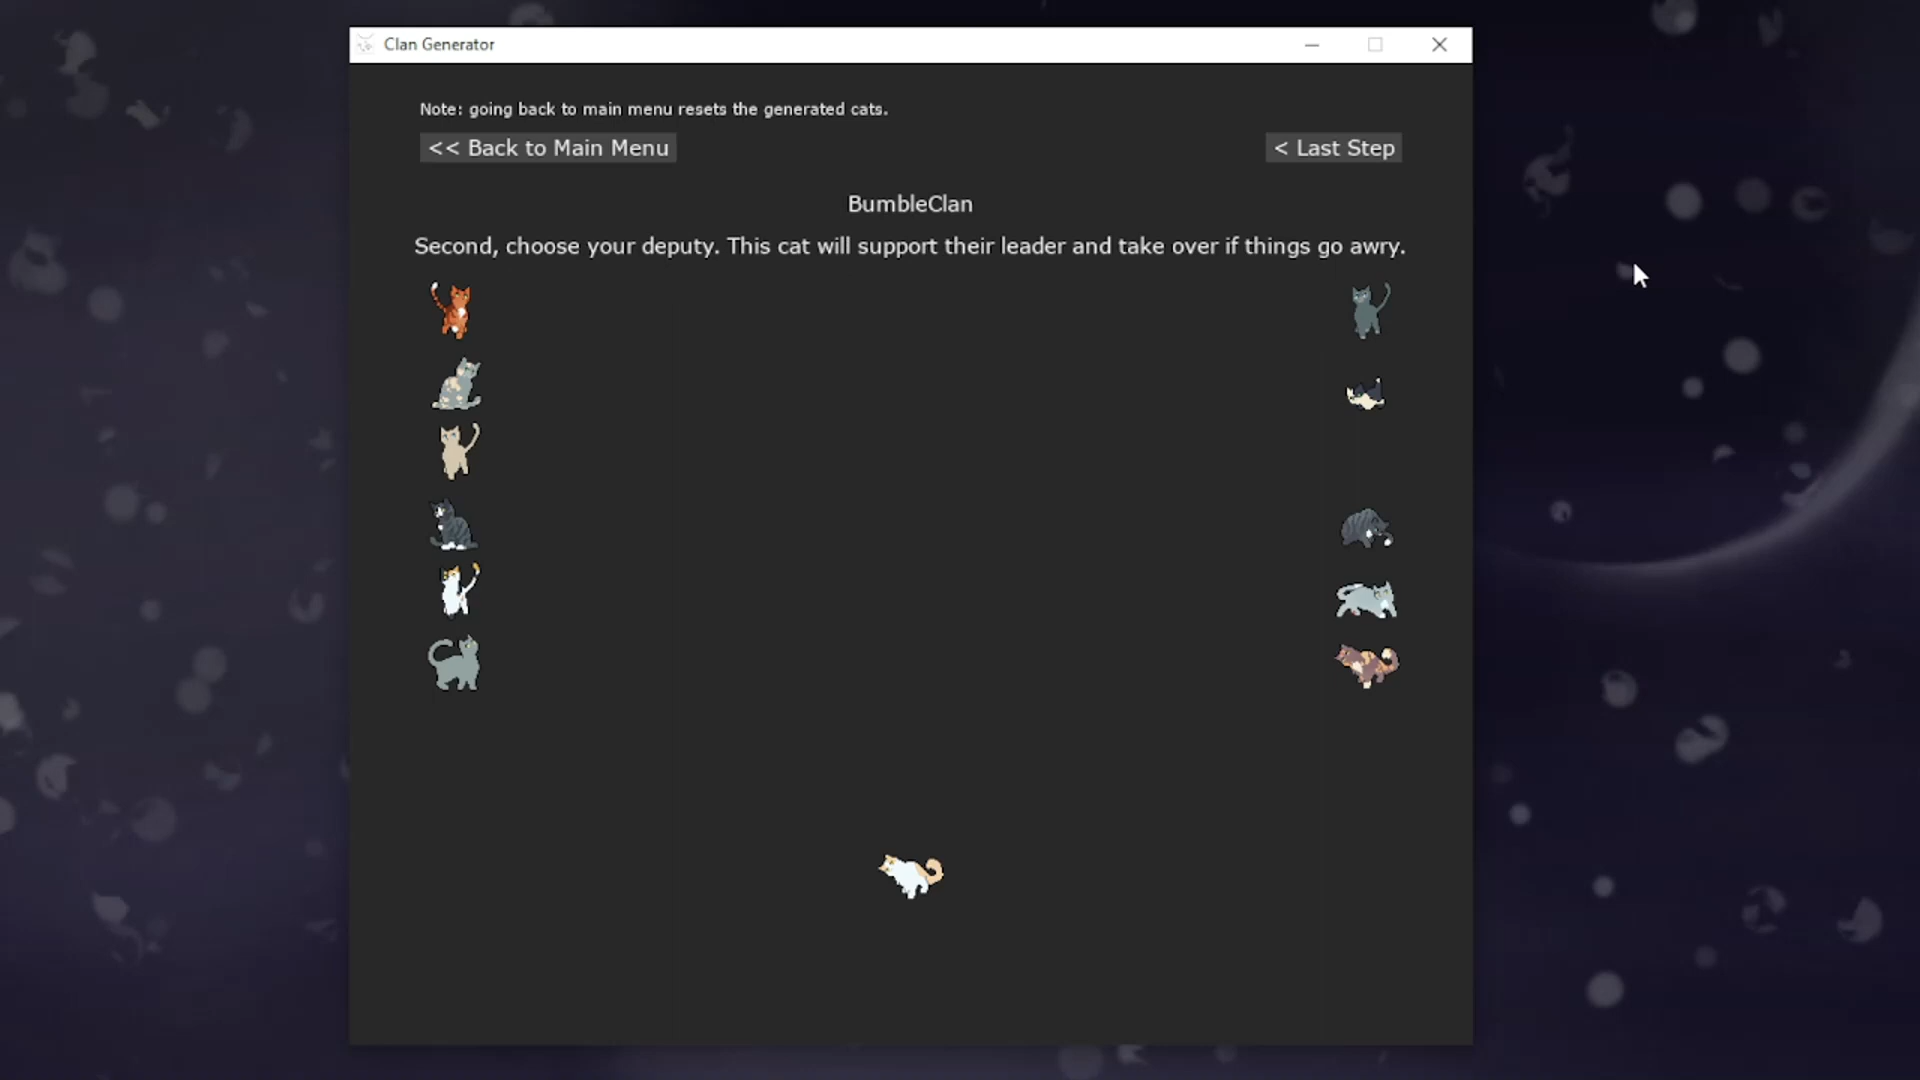 Clan Generator
Note: going back to main menu resets the generated cats.
<< Back to Main Menu
< Last Step
BumbleClan
Second, choose your deputy. This cat will support their leader and take over if things go awry.